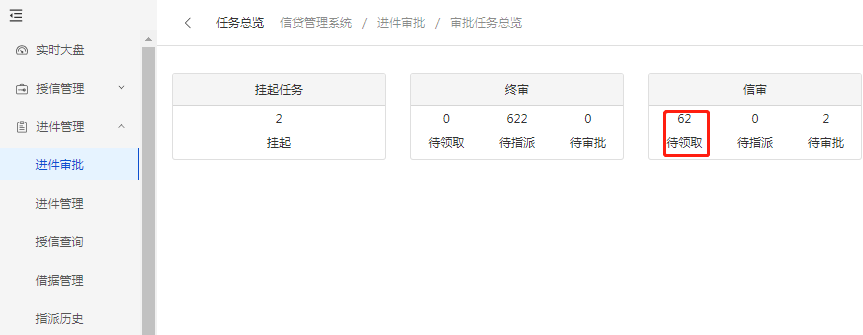 任务总览 信贷管理系统 / 进件审批 / 审批任务总览
实时大盘
授信管理
进件管理
进件审批
进件管理
授信查询
借据管理
指派历史
挂起任务
2
挂起
终审
0 622 0
待领取 待指派 待审批
信审
62 0 2
待领取 待指派 待审批